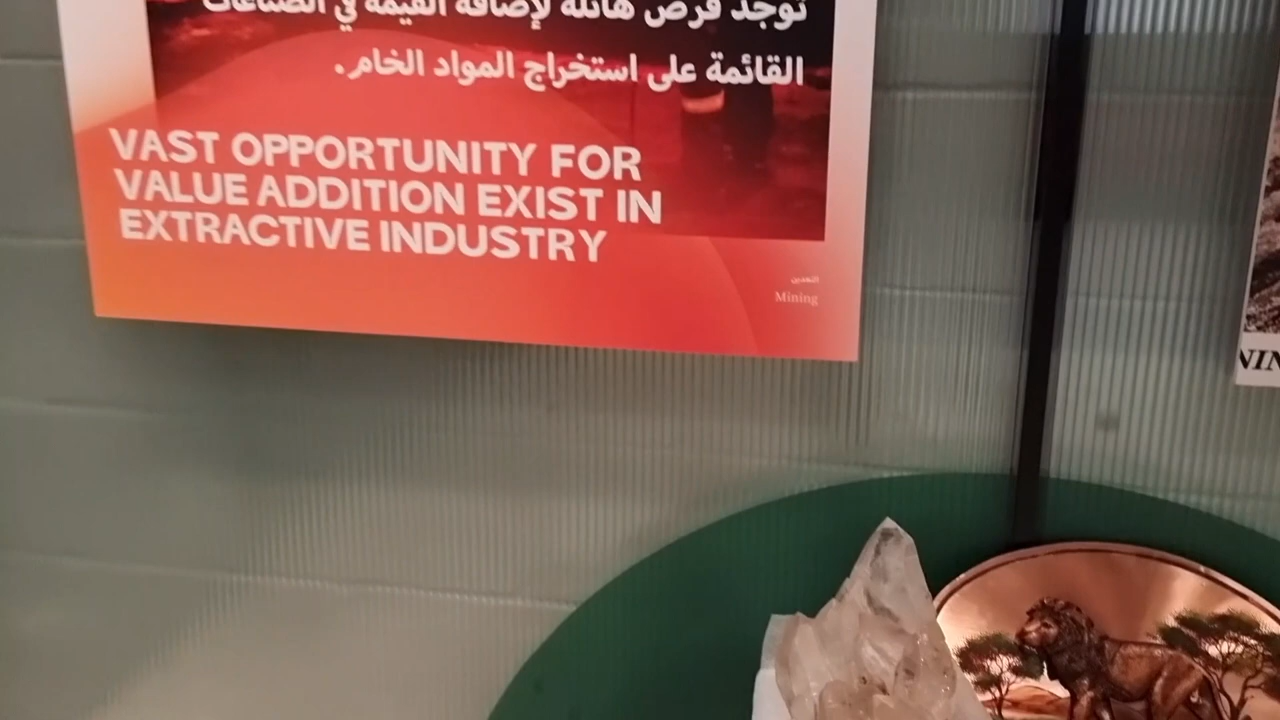 توجد فرص هائلة لإضافة القيمة في الصناعات
القائمة على استخراج المواد الخام.
VAST OPPORTUNITY FOR
VALUE ADDITION EXIST IN
EXTRACTIVE INDUSTRY
التعدين
Mining
NIN